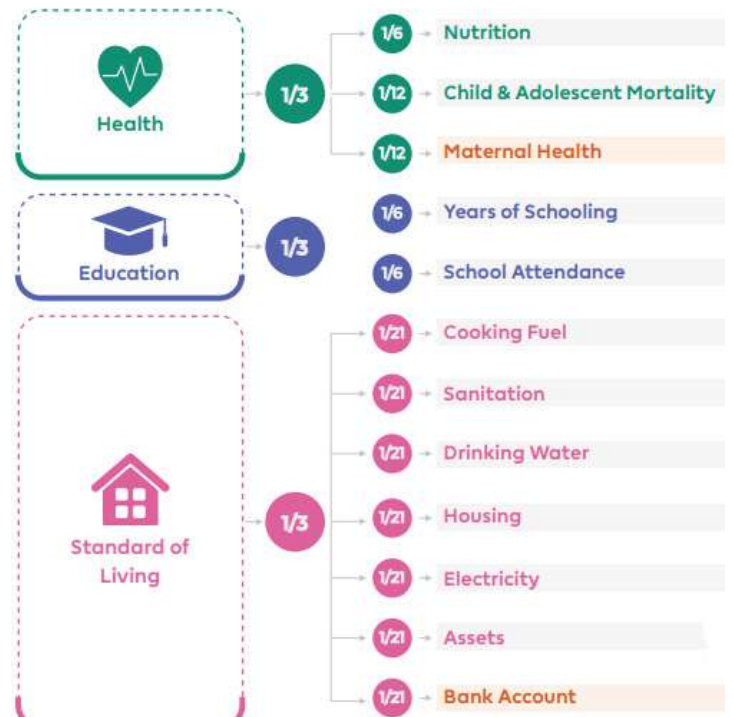 1/6 Nutrition
1/3
1/12 Child & Adolescent Mortality
Health
1/12 Maternal Health
1/6 Years of Schooling
1/3
Education
1/6 School Attendance
1/21 Cooking Fuel
1/21 Sanitation
1/21 Drinking Water
1/3
1/21 Housing
Standard of
Living
1/21 Electricity
1/21 Assets
1/21 Bank Account